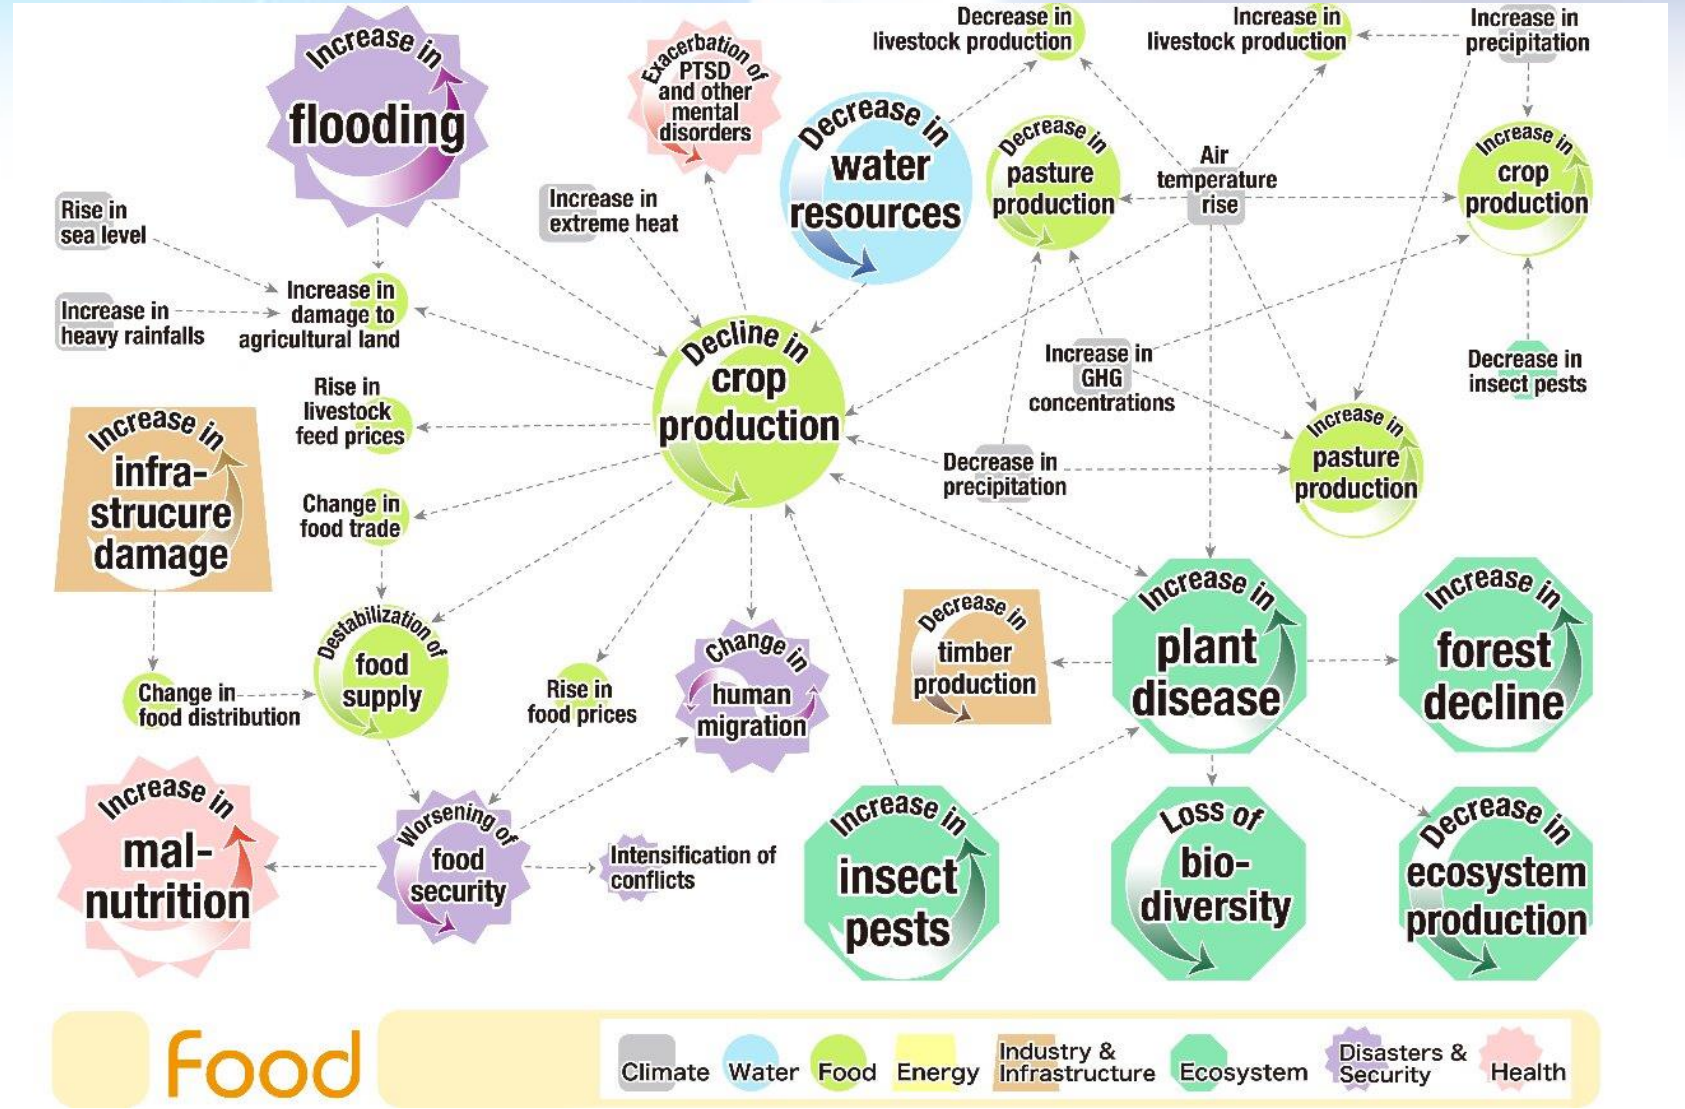 Increase in
flooding
Exacerbation of
PTSD
and other
mental
disorders
Decrease in
livestock production
Increase in
livestock production
Increase in
precipitation
Decrease in
water
resources
Decrease in
pasture
production
Air
temperature
rise
Increase in
crop
production
Rise in
sea level
Increase in
extreme heat
Increase in
heavy rainfalls
Increase in
damage to
agricultural land
Decline in
crop
production
Increase in
GHG
concentrations
Decrease in
insect pests
Rise in
livestock
feed prices
Increase in
infra-
strucure
damage
Change in
food trade
Decrease in
precipitation
Increase in
pasture
production
Destabilization of
food
supply
Change in
food distribution
Rise in
food prices
Change in
human
migration
Decrease in
timber
production
Increase in
plant
disease
Increase in
forest
decline
Increase in
mal-
nutrition
Worsening of
food
security
Intensification of
conflicts
Increase in
insect
pests
Loss of
bio-
diversity
Decrease in
ecosystem
production
Food
Climate
Water
Food
Energy
Industry &
Infrastructure
Ecosystem
Disasters &
Security
Health